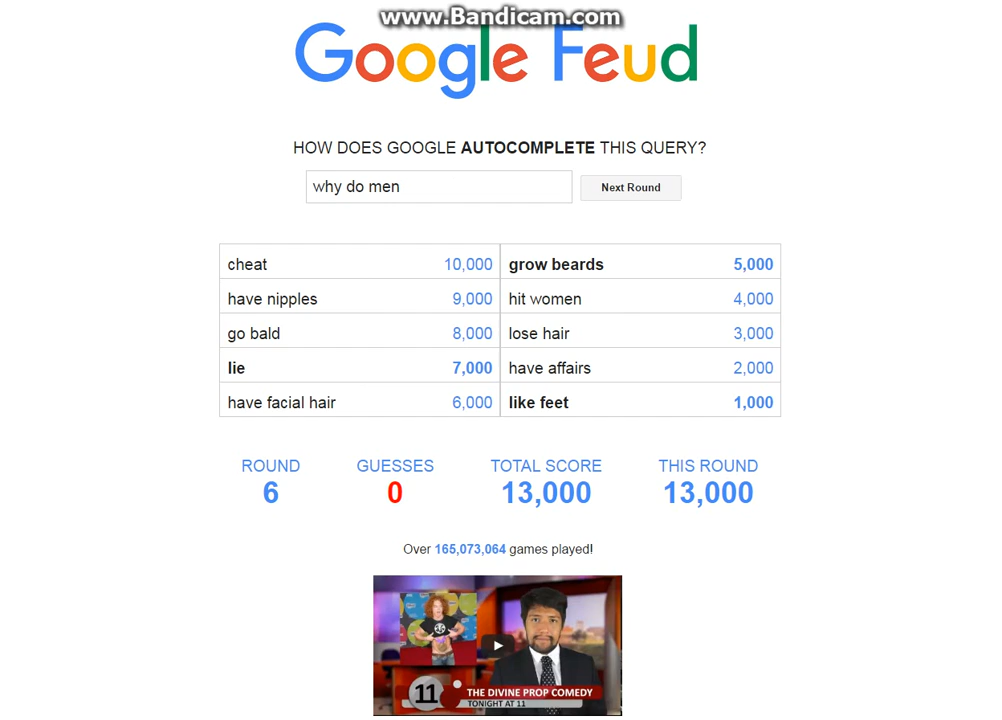 www.Bandicam.com
Google Feud
HOW DOES GOOGLE AUTOCOMPLETE THIS QUERY?
why do men Next Round
cheat 10,000 grow beards 5,000
have nipples 9,000 hit women 4,000
go bald 8,000 lose hair 3,000
lie 7,000 have affairs 2,000
have facial hair 6,000 like feet 1,000
ROUND GUESSES TOTAL SCORE THIS ROUND
6 0 13,000 13,000
Over 165,073,064 games played!
11 THE DIVINE PROP COMEDY
TONIGHT AT 11